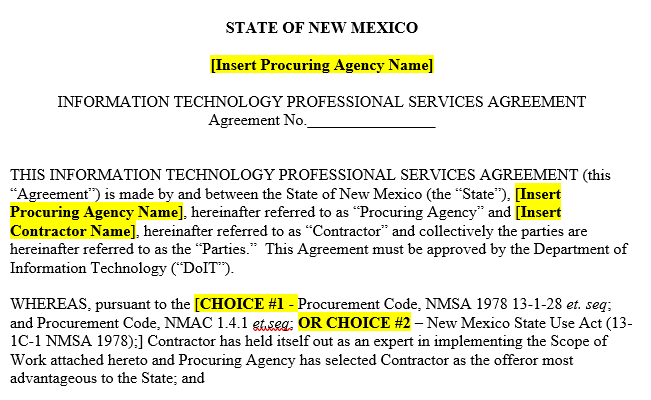 STATE OF NEW MEXICO
[Insert Procuring Agency Name]
INFORMATION TECHNOLOGY PROFESSIONAL SERVICES AGREEMENT
Agreement No.__________________
THIS INFORMATION TECHNOLOGY PROFESSIONAL SERVICES AGREEMENT (this
“Agreement”) is made by and between the State of New Mexico (the “State”), [Insert
Procuring Agency Name], hereinafter referred to as “Procuring Agency” and [Insert
Contractor Name], hereinafter referred to as “Contractor” and collectively the parties are
hereinafter referred to as the “Parties.”  This Agreement must be approved by the Department of
Information Technology (“DoIT”).
WHEREAS, pursuant to the [CHOICE #1 - Procurement Code, NMSA 1978 13-1-28 et. seq;
and Procurement Code, NMAC 1.4.1 et.seq; OR CHOICE #2 – New Mexico State Use Act (13-
1C-1 NMSA 1978);] Contractor has held itself out as an expert in implementing the Scope of
Work attached hereto and Procuring Agency has selected Contractor as the offeror most
advantageous to the State; and